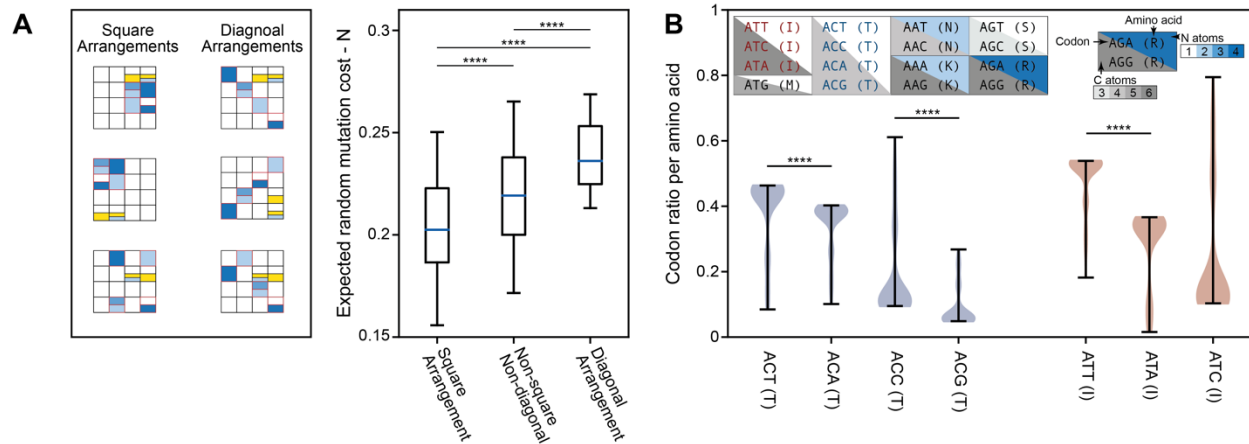 A
Square
Arrangements
Diagnoal
Arrangements
Expected random mutation cost - N
0.3
0.25
0.2
0.15
****
****
****
Square
Arrangement
Non-square
Non-diagonal
Diagonal
Arrangement
B
Codon ratio per amino acid
1
0.8
0.6
0.4
0.2
0
ATT (I)
ATC (I)
ATA (I)
ATG (M)
ACT (T)
ACC (T)
ACA (T)
ACG (T)
AAT (N)
AAC (N)
AAA (K)
AAG (K)
AGT (S)
AGC (S)
AGA (R)
AGG (R)
Amino acid
Codon
AGA (R)
AGG (R)
N atoms
1 2 3 4
C atoms
3 4 5 6
****
****
****
ACT (T)
ACA (T)
ACC (T)
ACG (T)
ATT (I)
ATA (I)
ATC (I)